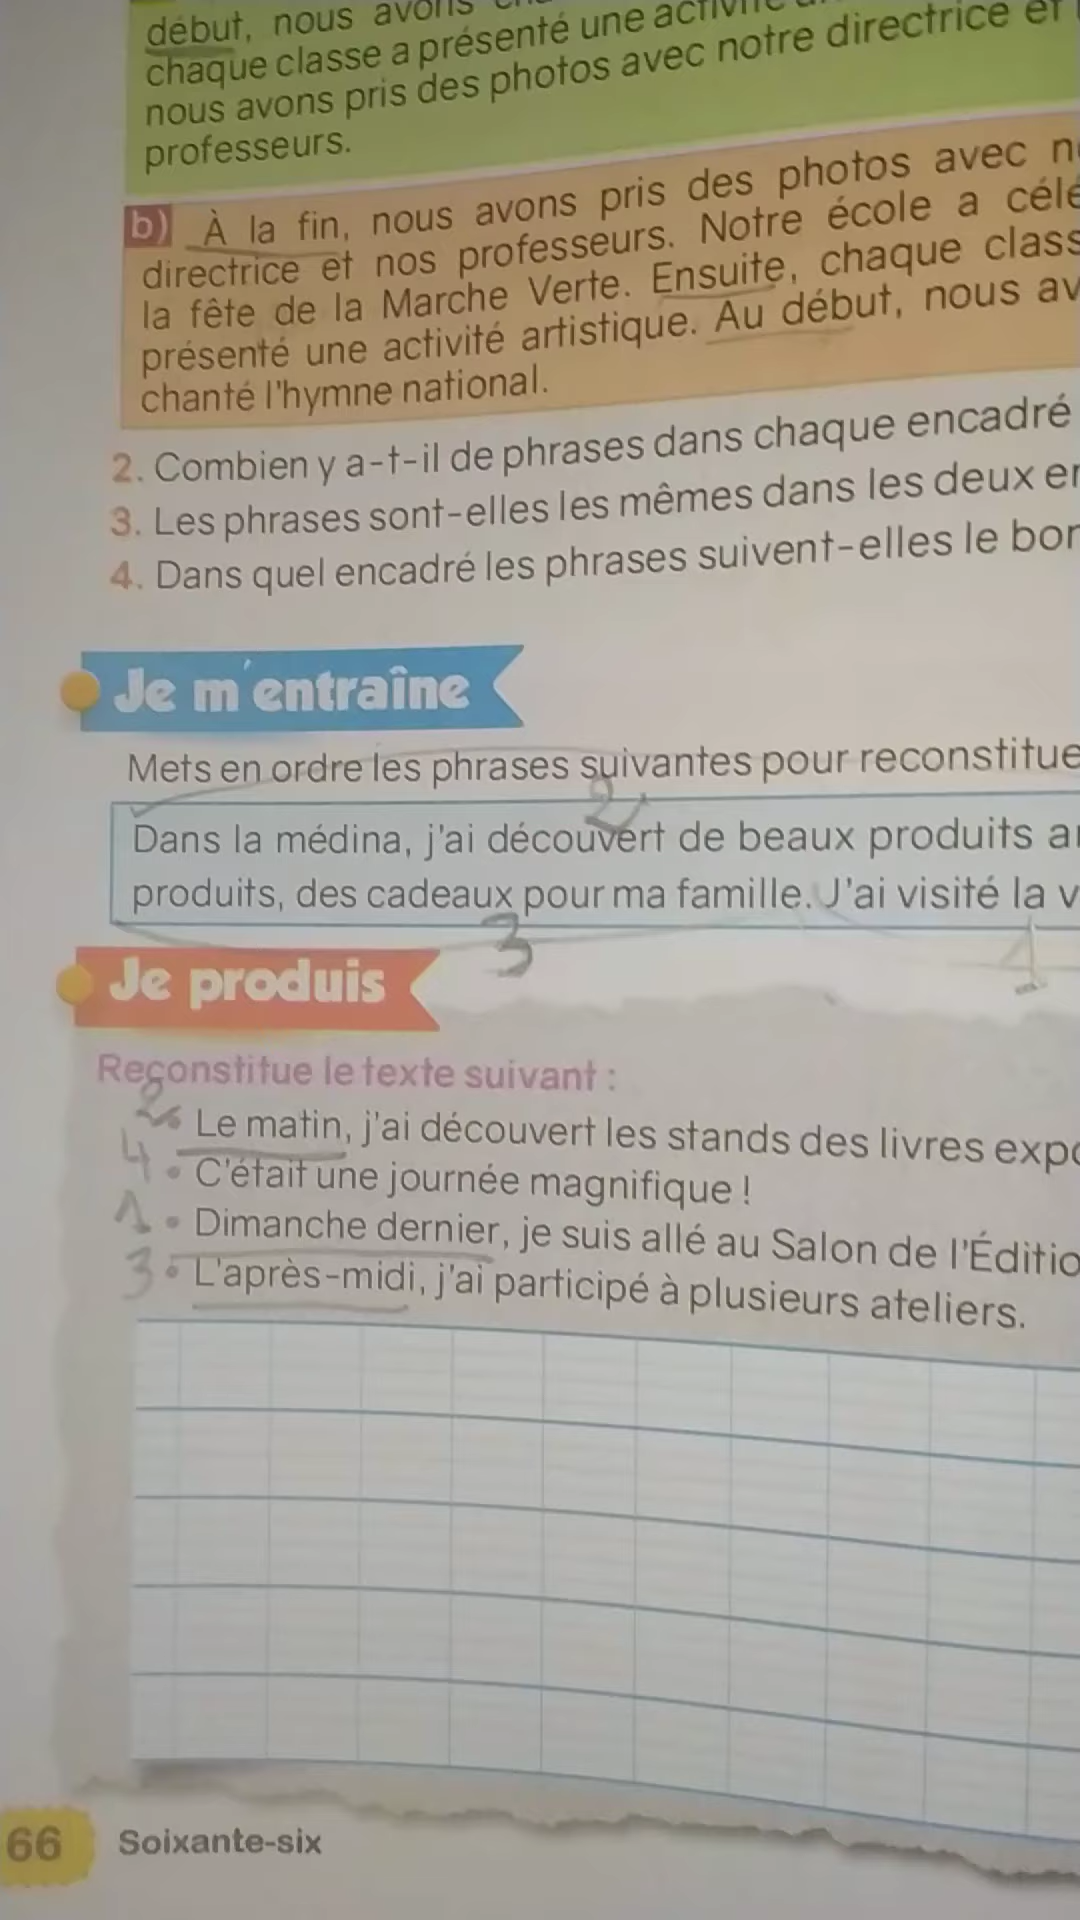 début, nous avons
chaque classe a présenté une activité
nous avons pris des photos avec notre directrice et
professeurs.
b) À la fin, nous avons pris des photos avec
directrice et nos professeurs. Notre école a célé
la fête de la Marche Verte. Ensuite, chaque class
présenté une activité artistique. Au début, nous av
chanté l'hymne national.
2. Combien y a-t-il de phrases dans chaque encadré
3. Les phrases sont-elles les mêmes dans les deux
4. Dans quel encadré les phrases suivent-elles le
Je m'entraîne
Mets en ordre les phrases suivantes pour reconstitue
2
Dans la médina, j'ai découvert de beaux produits
produits, des cadeaux pour ma famille. J'ai visité la v
3 1
Je produis
Reconstitue le texte suivant :
2 • Le matin, j'ai découvert les stands des livres expo
4 • C'était une journée magnifique !
1 • Dimanche dernier, je suis allé au Salon de l'Éditio
3 • L'après-midi, j'ai participé à plusieurs ateliers.
66 Soixante-six